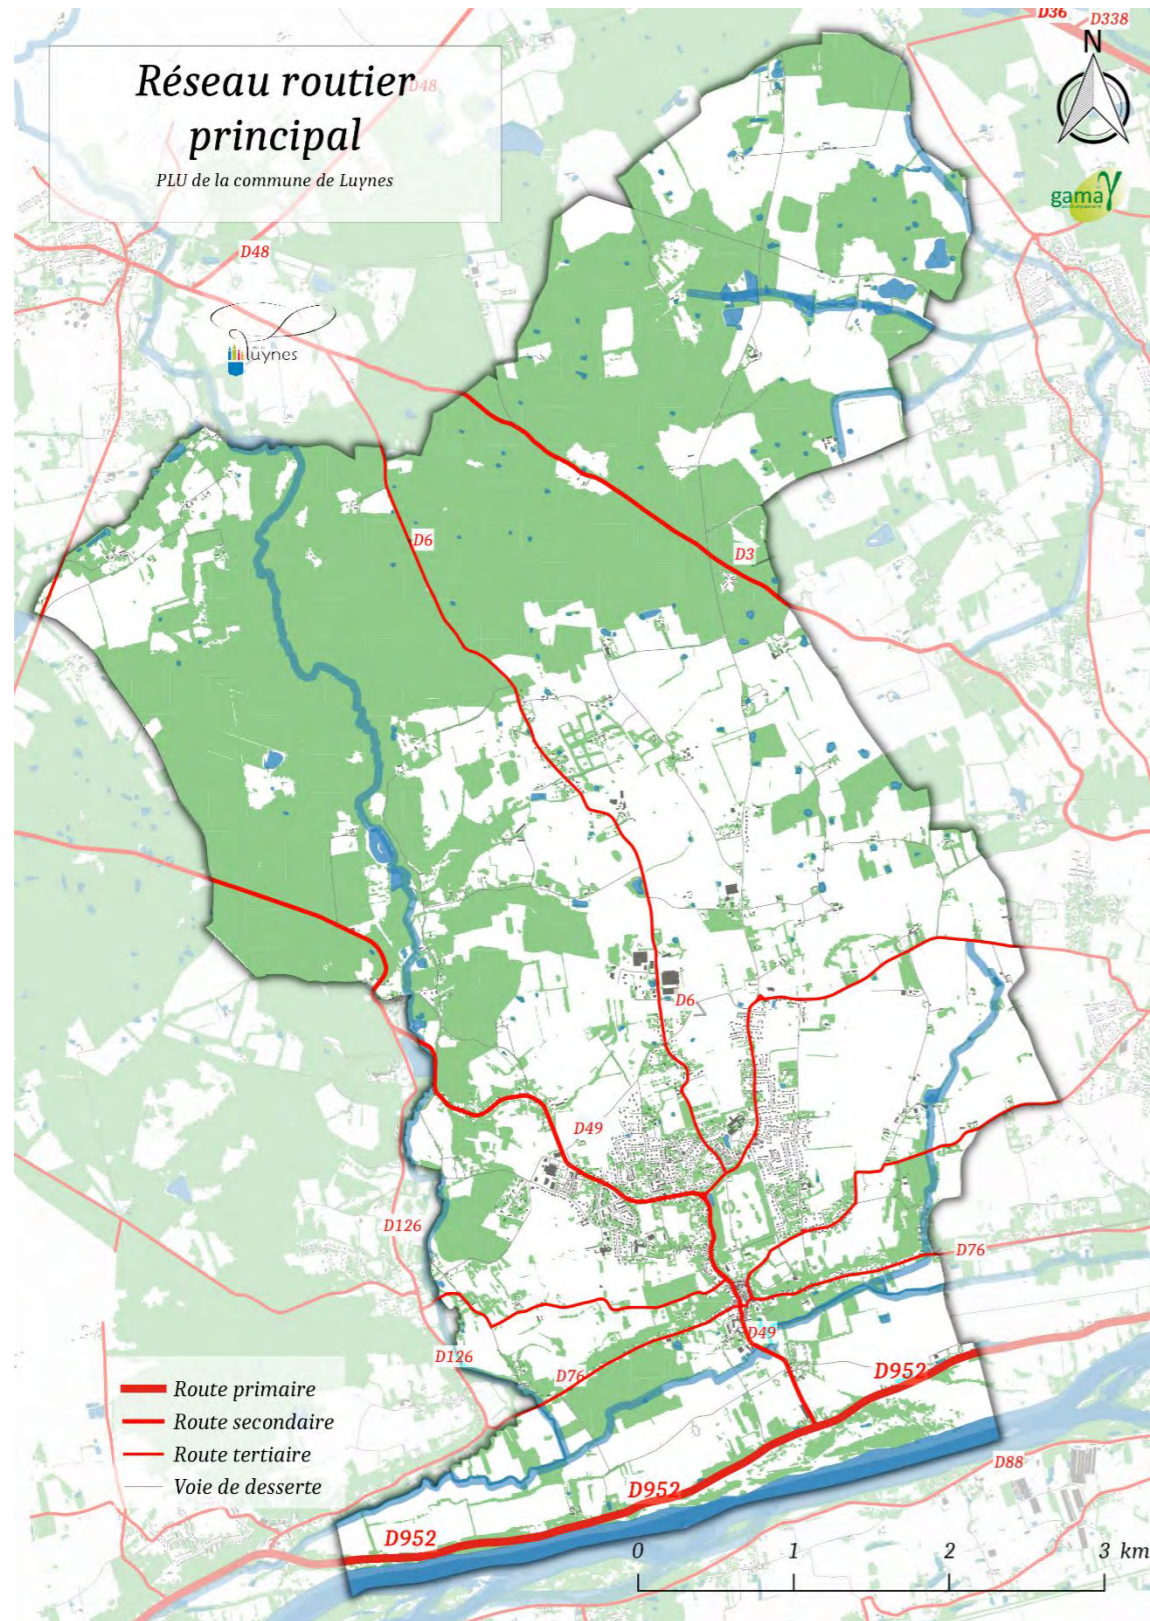 D36
D338
Réseau routier
D48
principal
PLU de la commune de Luynes
N
gama
D48
luynes
D6
D3
D6
D49
D126
D76
D49
D126
D76
D952
Route primaire
Route secondaire
Route tertiaire
Voie de desserte
D88
D952
D952
0 1 2 3 km